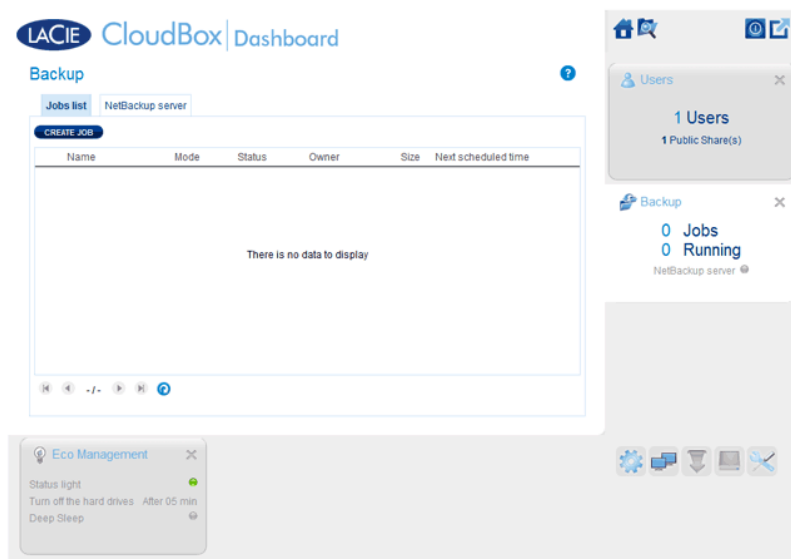 LACIE CloudBox Dashboard
Backup
?
Jobs list NetBackup server
CREATE JOB
Name Mode Status Owner Size Next scheduled time
There is no data to display
-/-
Users
1 Users
1 Public Share(s)
Backup
0 Jobs
0 Running
NetBackup server
Eco Management
Status light
Turn off the hard drives After 05 min
Deep Sleep